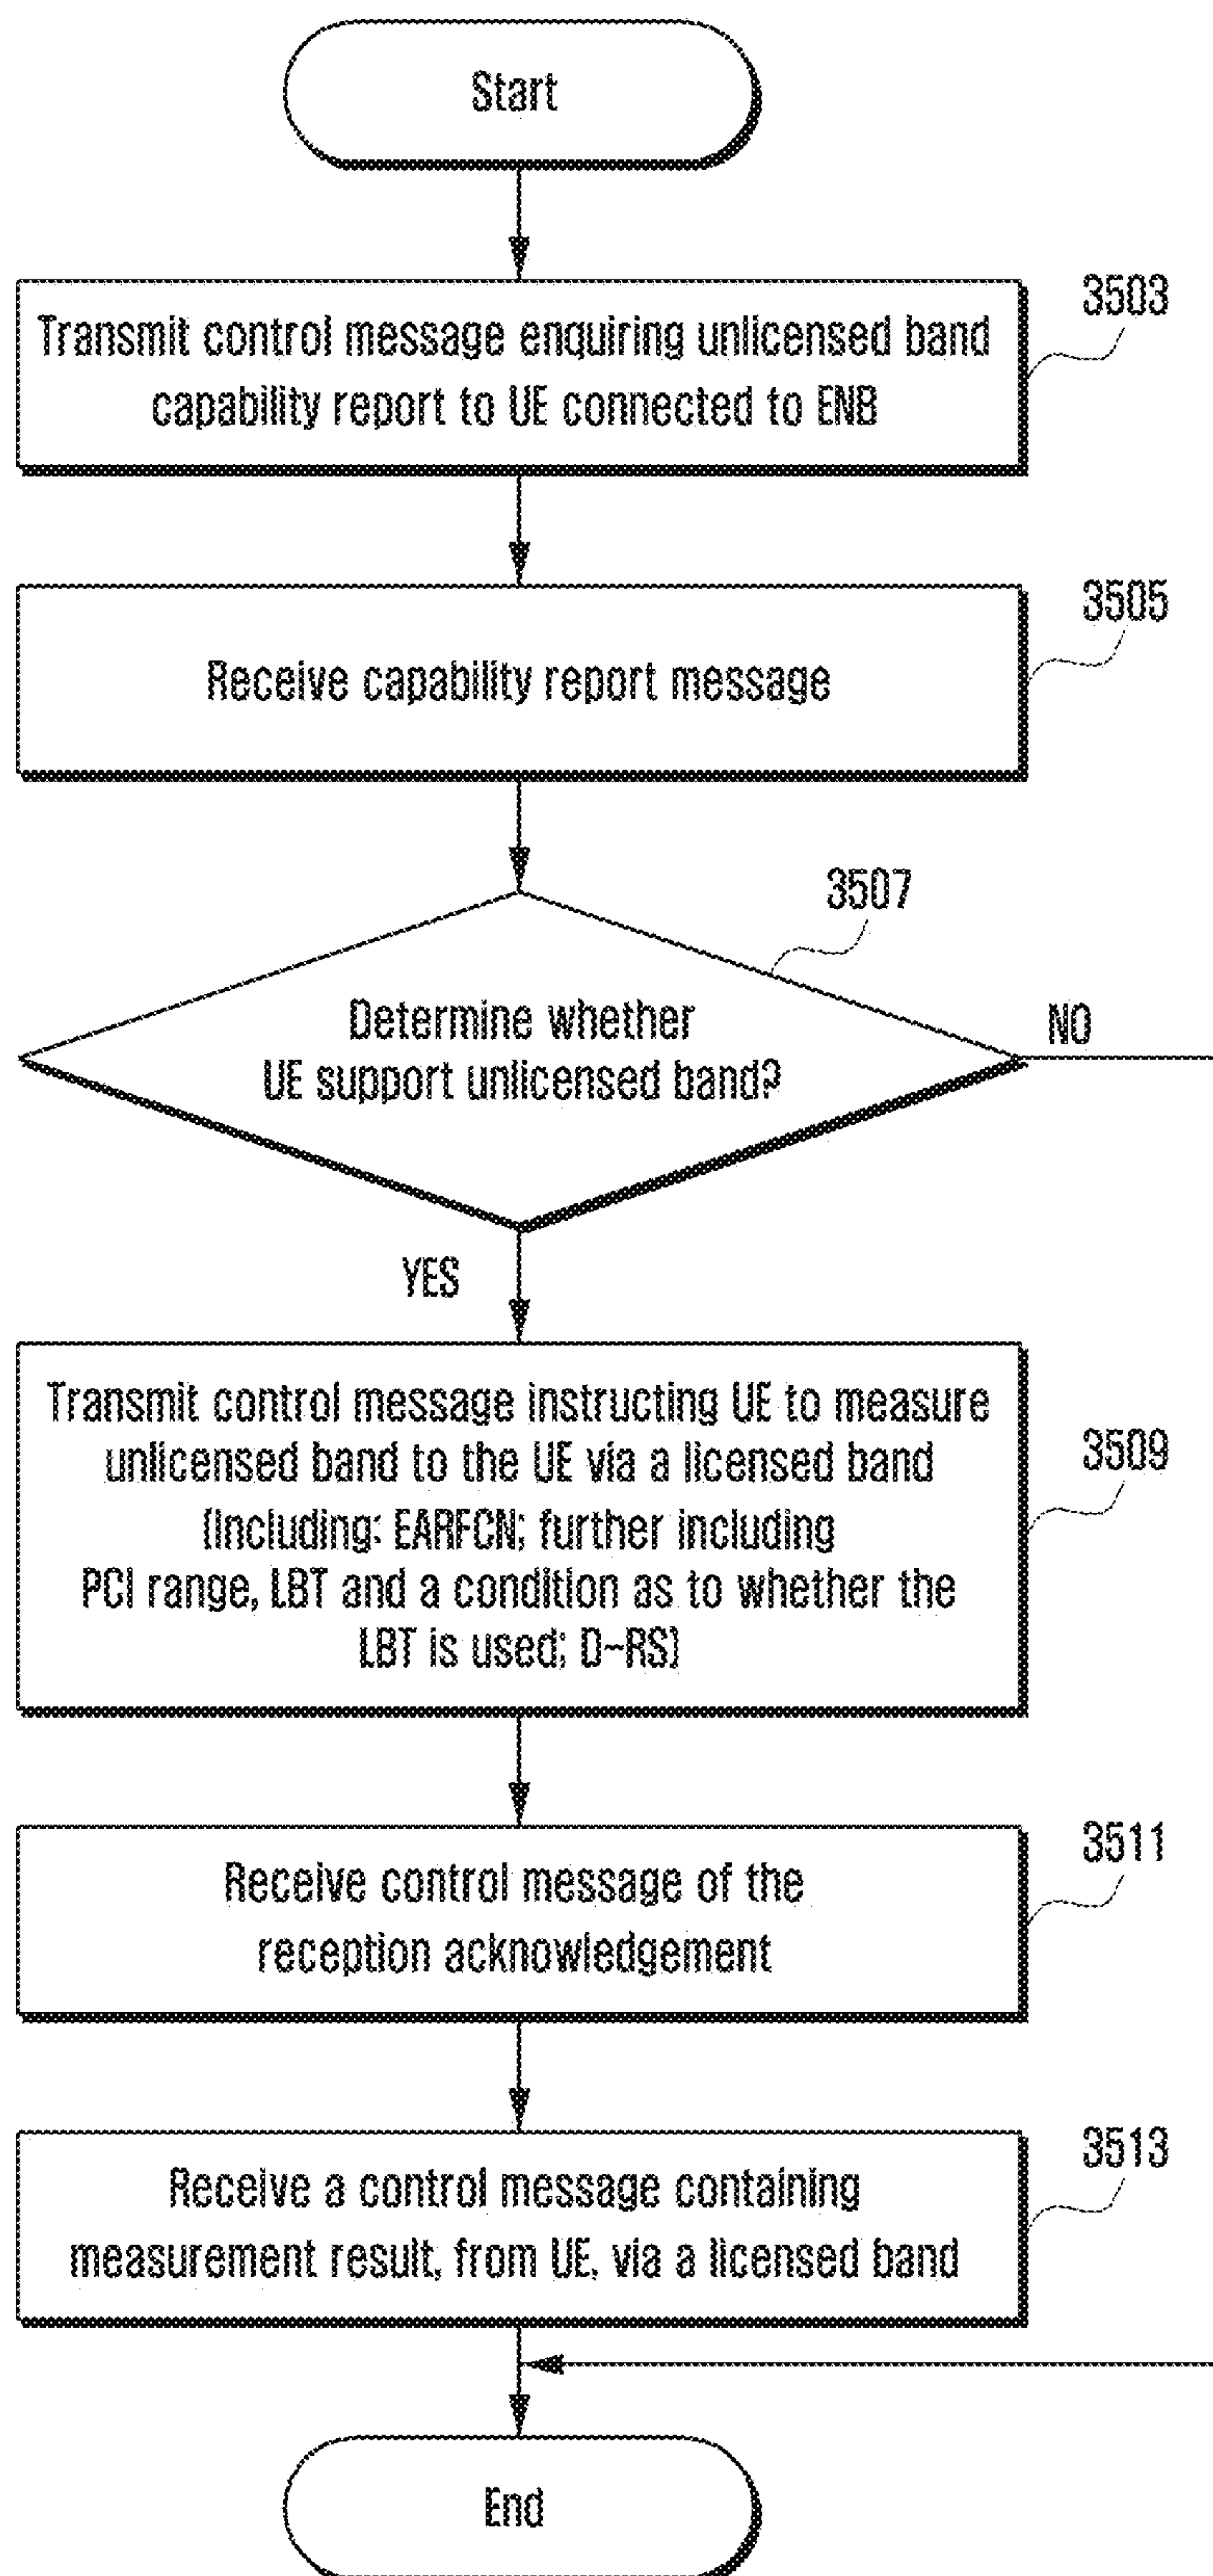 Start
3503
Transmit control message enquiring unlicensed band
capability report to UE connected to ENB
3505
Receive capability report message
3507
Determine whether
UE support unlicensed band?
NO
YES
Transmit control message instructing UE to measure
unlicensed band to the UE via a licensed band
(Including: EARFCN; further including
PCI range, LBT and a condition as to whether the
LBT is used; D-RS)
3509
Receive control message of the
reception acknowledgement
3511
Receive a control message containing
measurement result, from UE, via a licensed band
3513
End